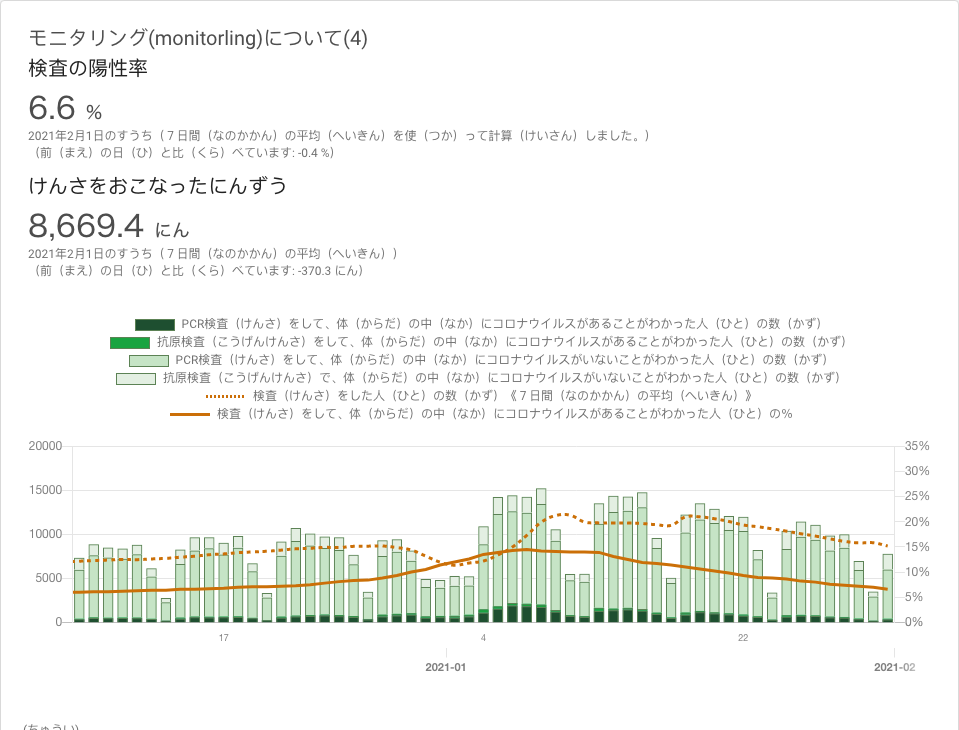 モニタリング(monitorling)について(4)
検査の陽性率
6.6 %
2021年2月1日のすうち（７日間（なのかかん）の平均（へいきん）を使（つか）って計算（けいさん）しました。）
（前（まえ）の日（ひ）と比（くら）べています: -0.4 %）
けんさをおこなったにんずう
8,669.4 にん
2021年2月1日のすうち（７日間（なのかかん）の平均（へいきん））
（前（まえ）の日（ひ）と比（くら）べています: -370.3 にん）
PCR検査（けんさ）をして、体（からだ）の中（なか）にコロナウイルスがあることがわかった人（ひと）の数（かず）
抗原検査（こうげんけんさ）をして、体（からだ）の中（なか）にコロナウイルスがあることがわかった人（ひと）の数（かず）
PCR検査（けんさ）をして、体（からだ）の中（なか）にコロナウイルスがいないことがわかった人（ひと）の数（かず）
抗原検査（こうげんけんさ）で、体（からだ）の中（なか）にコロナウイルスがいないことがわかった人（ひと）の数（かず）
検査（けんさ）をした人（ひと）の数（かず）《７日間（なのかかん）の平均（へいきん）》
検査（けんさ）をして、体（からだ）の中（なか）にコロナウイルスがあることがわかった人（ひと）の％
20000 35%
30%
15000 25%
20%
10000 15%
5000 10%
5%
0 0%
17 4 22
2021-01 2021-02
(ちゅうい)